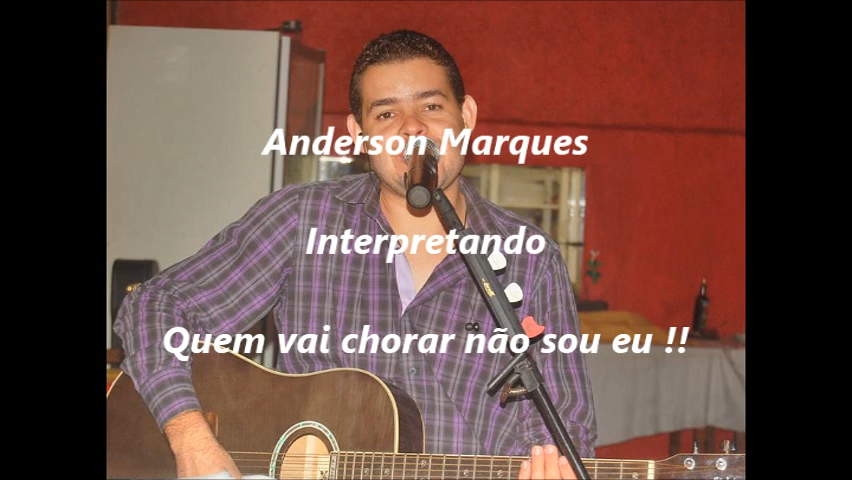 Anderson Marques
Interpretando
Quem vai chorar não sou eu !!